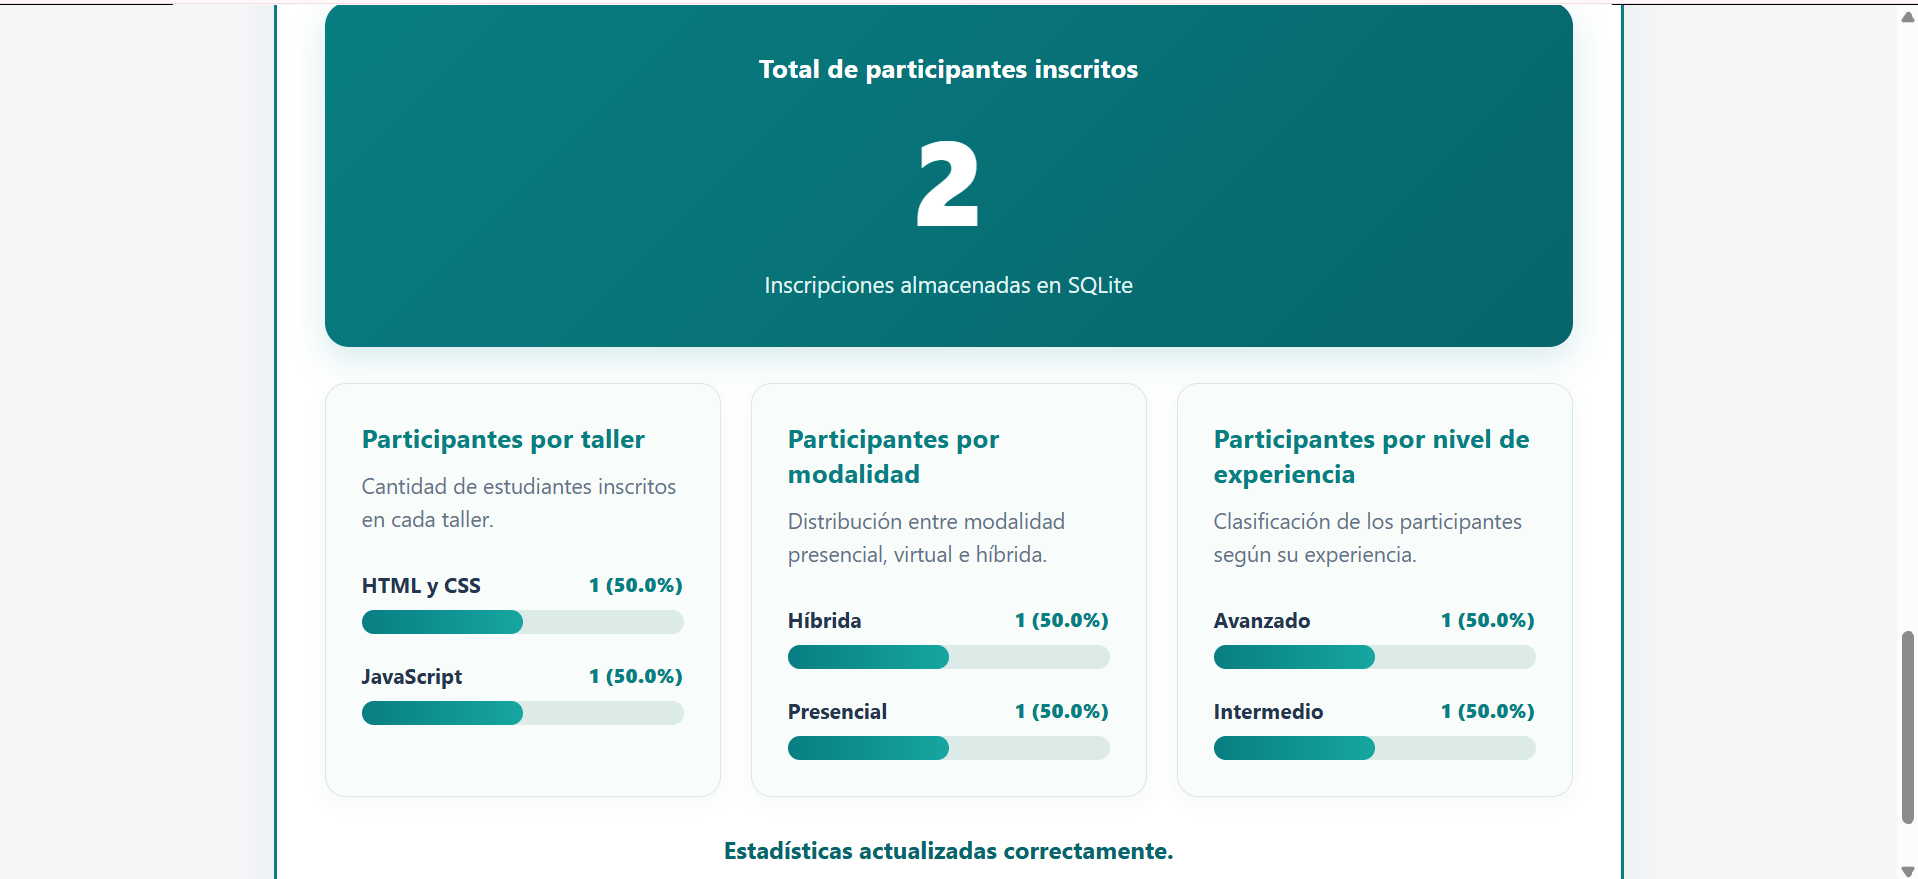 Total de participantes inscritos
2
Inscripciones almacenadas en SQLite
Participantes por taller
Cantidad de estudiantes inscritos
en cada taller.
HTML y CSS 1 (50.0%)
JavaScript 1 (50.0%)
Participantes por
modalidad
Distribución entre modalidad
presencial, virtual e híbrida.
Híbrida 1 (50.0%)
Presencial 1 (50.0%)
Participantes por nivel de
experiencia
Clasificación de los participantes
según su experiencia.
Avanzado 1 (50.0%)
Intermedio 1 (50.0%)
Estadísticas actualizadas correctamente.